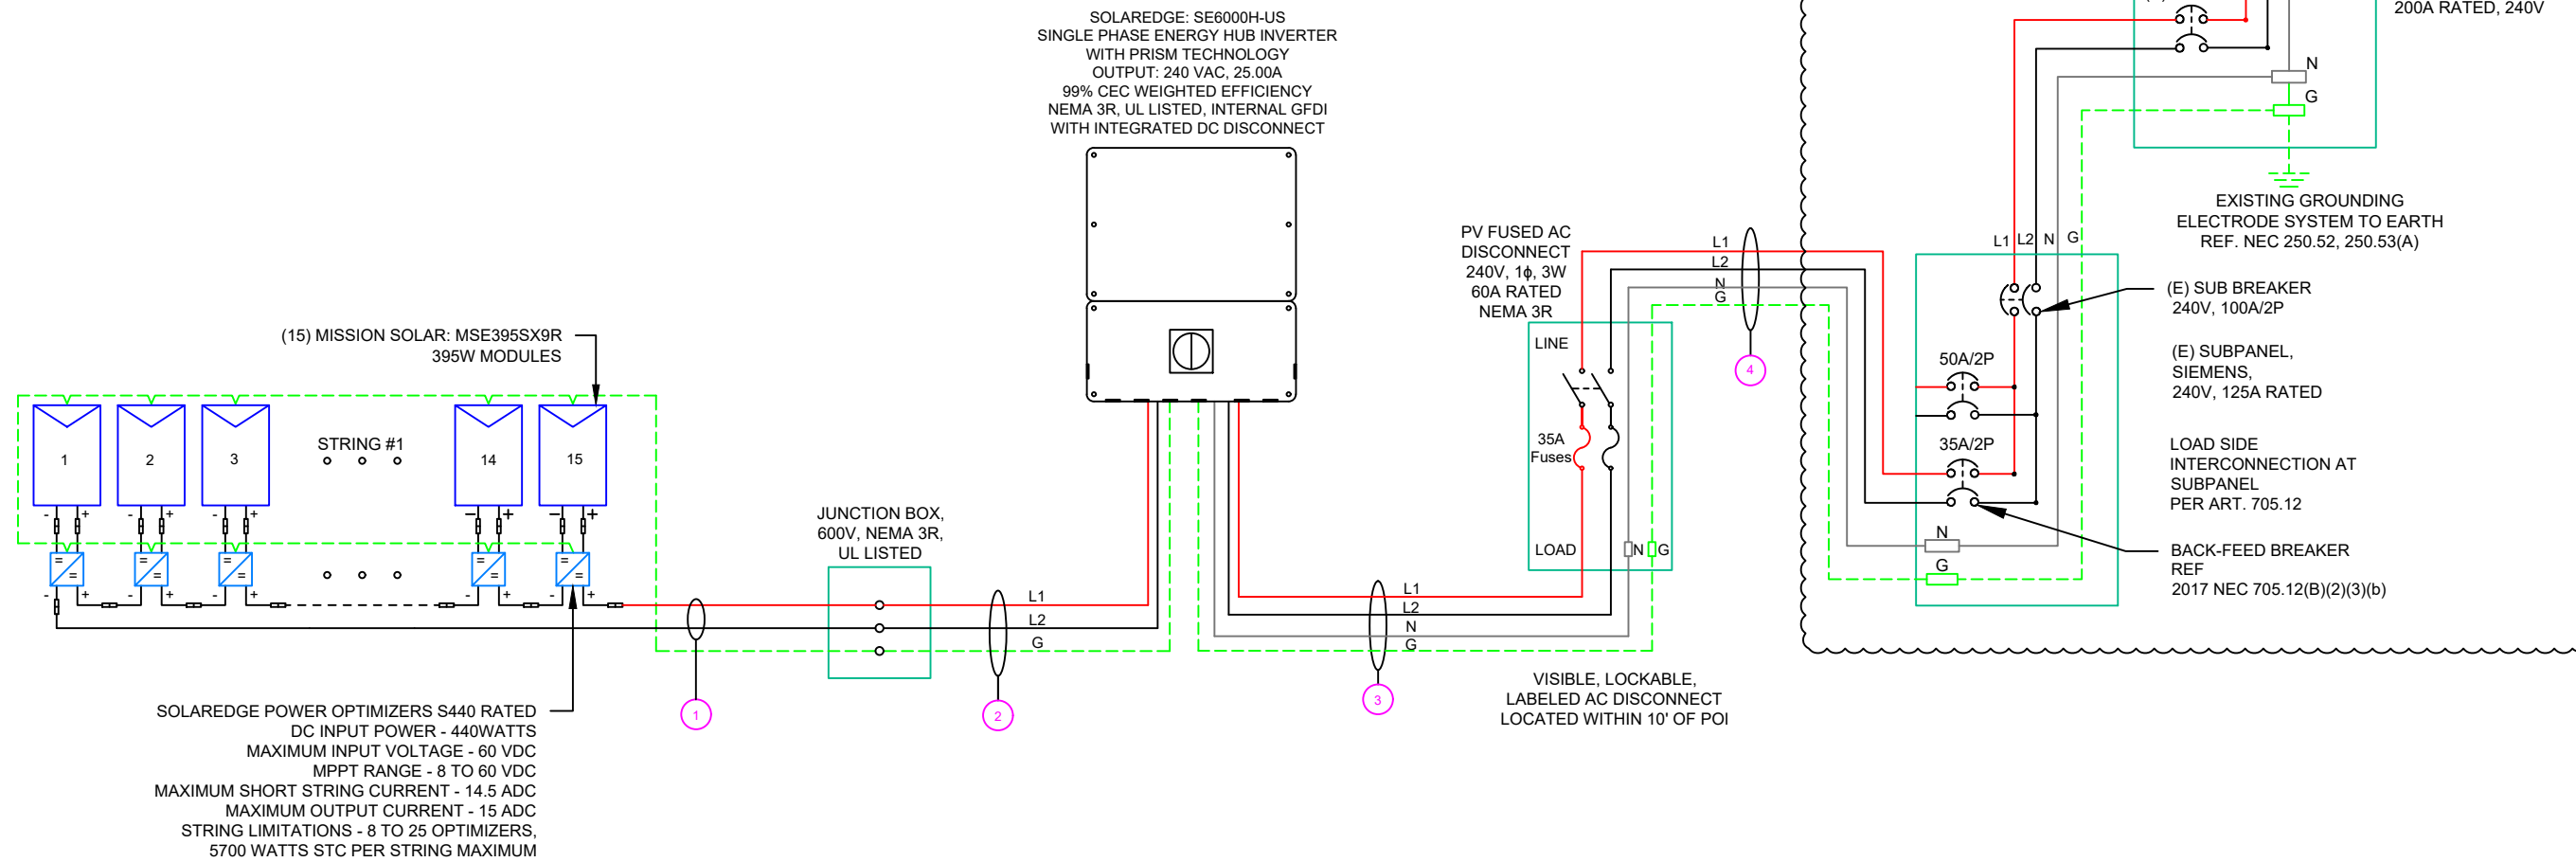 SOLAREDGE: SE6000H-US
SINGLE PHASE ENERGY HUB INVERTER
WITH PRISM TECHNOLOGY
OUTPUT: 240 VAC, 25.00A
99% CEC WEIGHTED EFFICIENCY
NEMA 3R, UL LISTED, INTERNAL GFDI
WITH INTEGRATED DC DISCONNECT
200A RATED, 240V
N
G
EXISTING GROUNDING
ELECTRODE SYSTEM TO EARTH
REF. NEC 250.52, 250.53(A)
L1 L2 N G
PV FUSED AC
DISCONNECT
240V, 1ϕ, 3W
60A RATED
NEMA 3R
L1
L2
N
G
4
LINE
35A
Fuses
LOAD
N G
(E) SUB BREAKER
240V, 100A/2P
(E) SUBPANEL,
SIEMENS,
240V, 125A RATED
50A/2P
35A/2P
LOAD SIDE
INTERCONNECTION AT
SUBPANEL
PER ART. 705.12
N
G
BACK-FEED BREAKER
REF
2017 NEC 705.12(B)(2)(3)(b)
(15) MISSION SOLAR: MSE395SX9R
395W MODULES
1
2
3
STRING #1
14
15
- + - + - + - + - +
= = = = = = = = = =
- + - + - + - + - +
JUNCTION BOX,
600V, NEMA 3R,
UL LISTED
L1
L2
G
1
2
L1
L2
N
G
3
VISIBLE, LOCKABLE,
LABELED AC DISCONNECT
LOCATED WITHIN 10' OF POI
SOLAREDGE POWER OPTIMIZERS S440 RATED
DC INPUT POWER - 440WATTS
MAXIMUM INPUT VOLTAGE - 60 VDC
MPPT RANGE - 8 TO 60 VDC
MAXIMUM SHORT STRING CURRENT - 14.5 ADC
MAXIMUM OUTPUT CURRENT - 15 ADC
STRING LIMITATIONS - 8 TO 25 OPTIMIZERS,
5700 WATTS STC PER STRING MAXIMUM